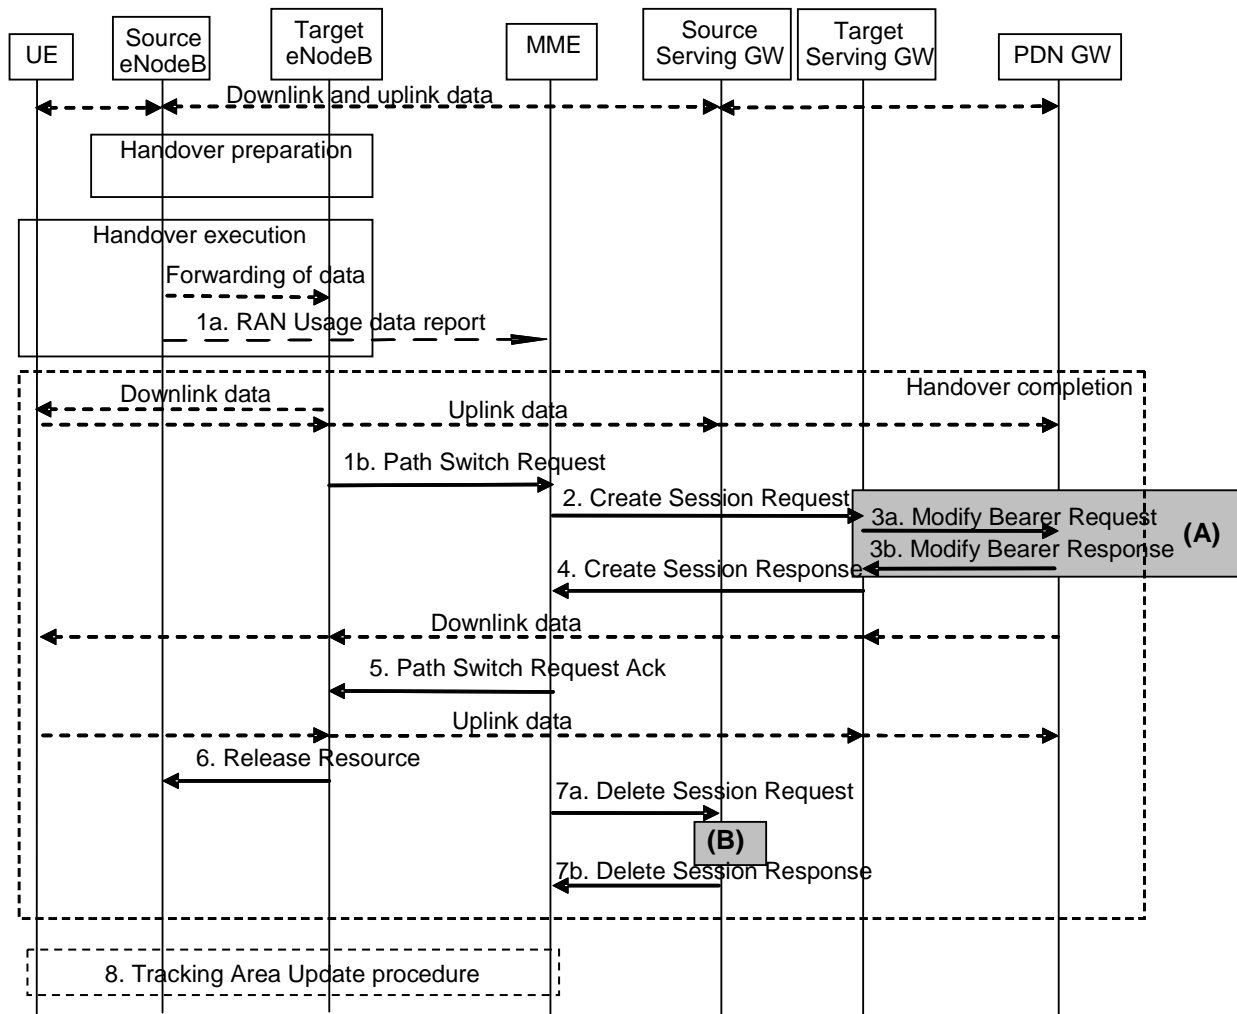 UE
Source
eNodeB
Target
eNodeB
MME
Source
Serving GW
Target
Serving GW
PDN GW
Downlink and uplink data
Handover preparation
Handover execution
Forwarding of data
1a. RAN Usage data report
Handover completion
Downlink data
Uplink data
1b. Path Switch Request
2. Create Session Request
3a. Modify Bearer Request
(A)
3b. Modify Bearer Response
4. Create Session Response
Downlink data
5. Path Switch Request Ack
Uplink data
6. Release Resource
7a. Delete Session Request
(B)
7b. Delete Session Response
8. Tracking Area Update procedure